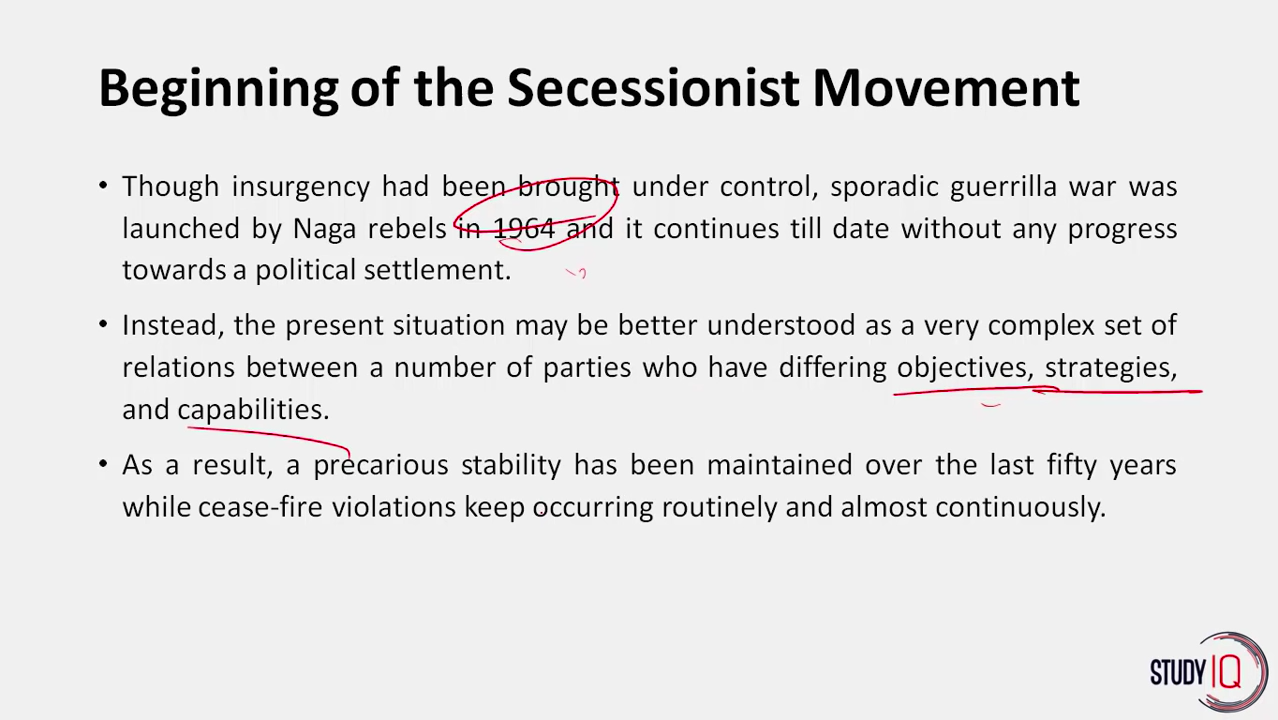 Beginning of the Secessionist Movement
• Though insurgency had been brought under control, sporadic guerrilla war was
launched by Naga rebels in 1964 and it continues till date without any progress
towards a political settlement.
• Instead, the present situation may be better understood as a very complex set of
relations between a number of parties who have differing objectives, strategies,
and capabilities.
• As a result, a precarious stability has been maintained over the last fifty years
while cease-fire violations keep occurring routinely and almost continuously.
STUDY IQ